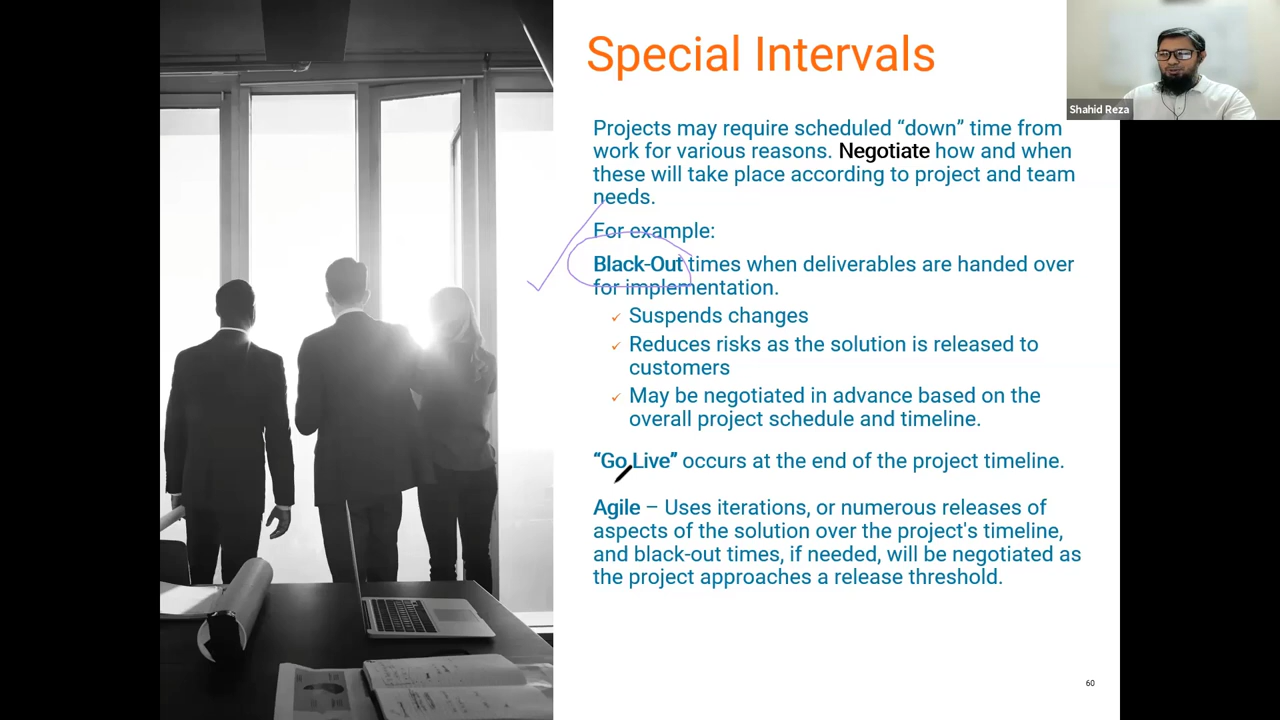 Special Intervals
Shahid Reza
Projects may require scheduled “down” time from
work for various reasons. Negotiate how and when
these will take place according to project and team
needs.
For example:
Black-Out times when deliverables are handed over
for implementation.
Suspends changes
Reduces risks as the solution is released to
customers
May be negotiated in advance based on the
overall project schedule and timeline.
“Go Live” occurs at the end of the project timeline.
Agile – Uses iterations, or numerous releases of
aspects of the solution over the project's timeline,
and black-out times, if needed, will be negotiated as
the project approaches a release threshold.
60